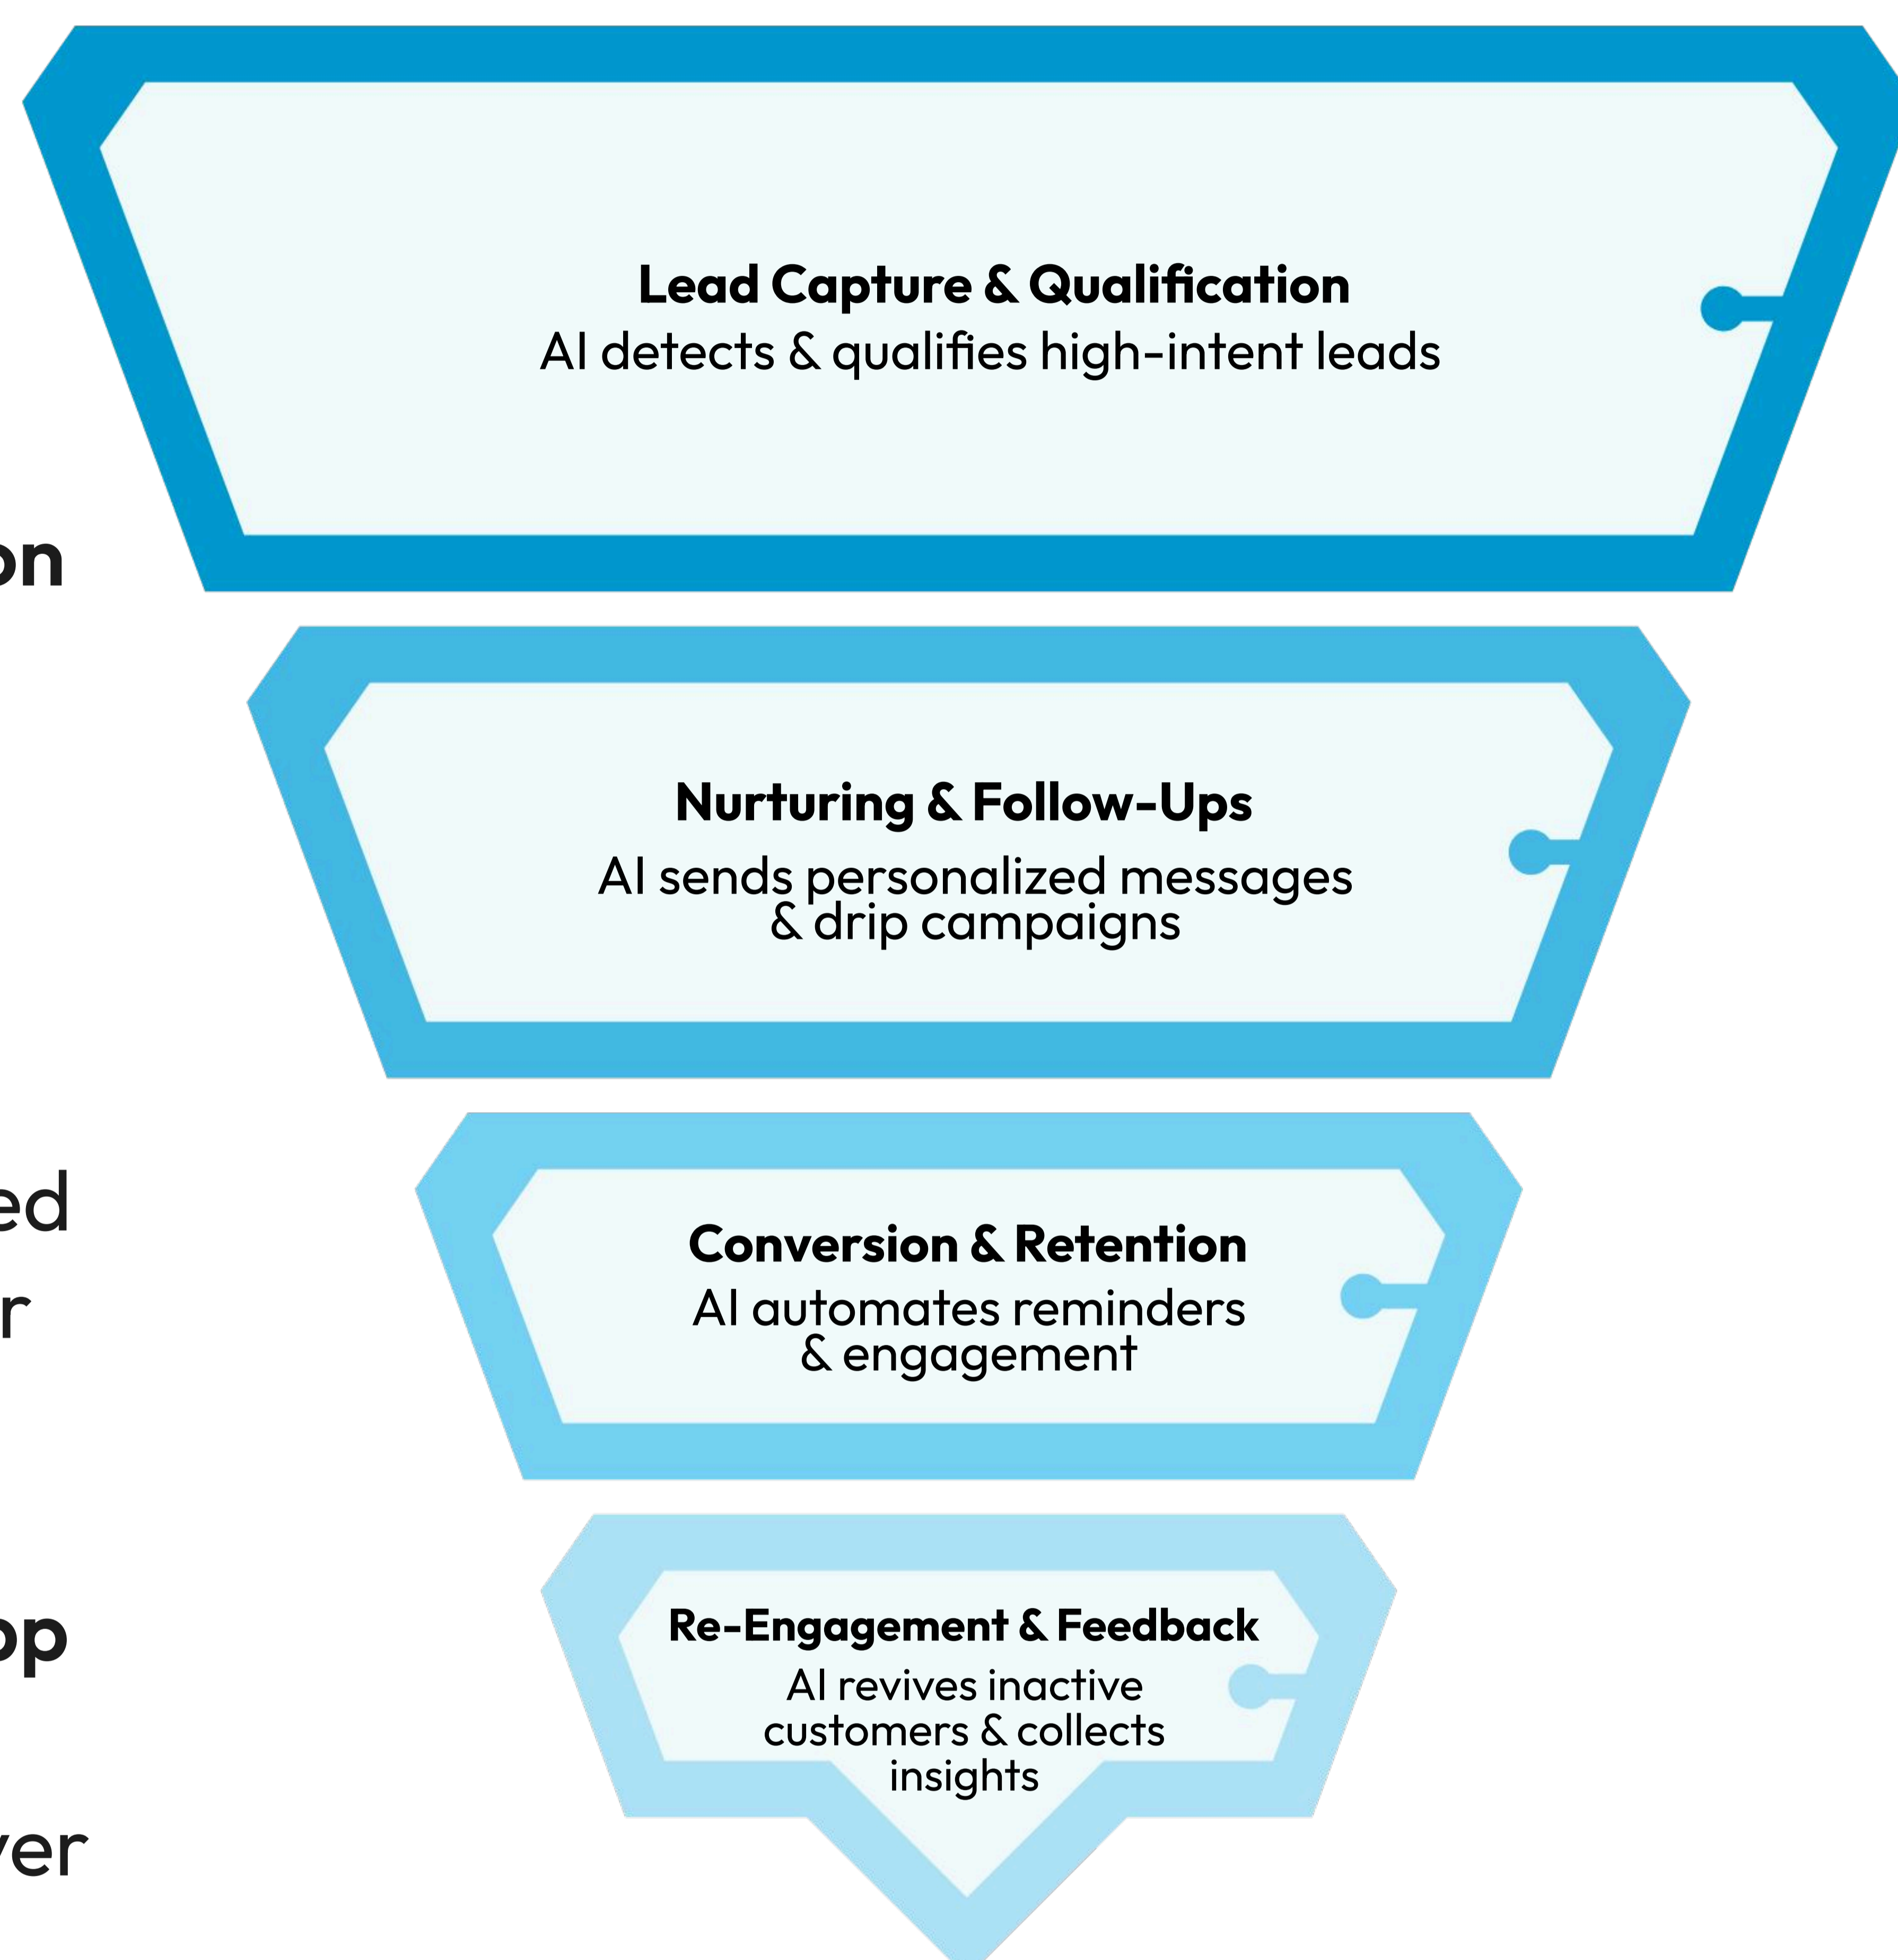 Lead Capture & Qualification
AI detects & qualifies high-intent leads
Nurturing & Follow-Ups
AI sends personalized messages
& drip campaigns
Conversion & Retention
AI automates reminders
& engagement
Re-Engagement & Feedback
AI revives inactive
customers & collects
insights